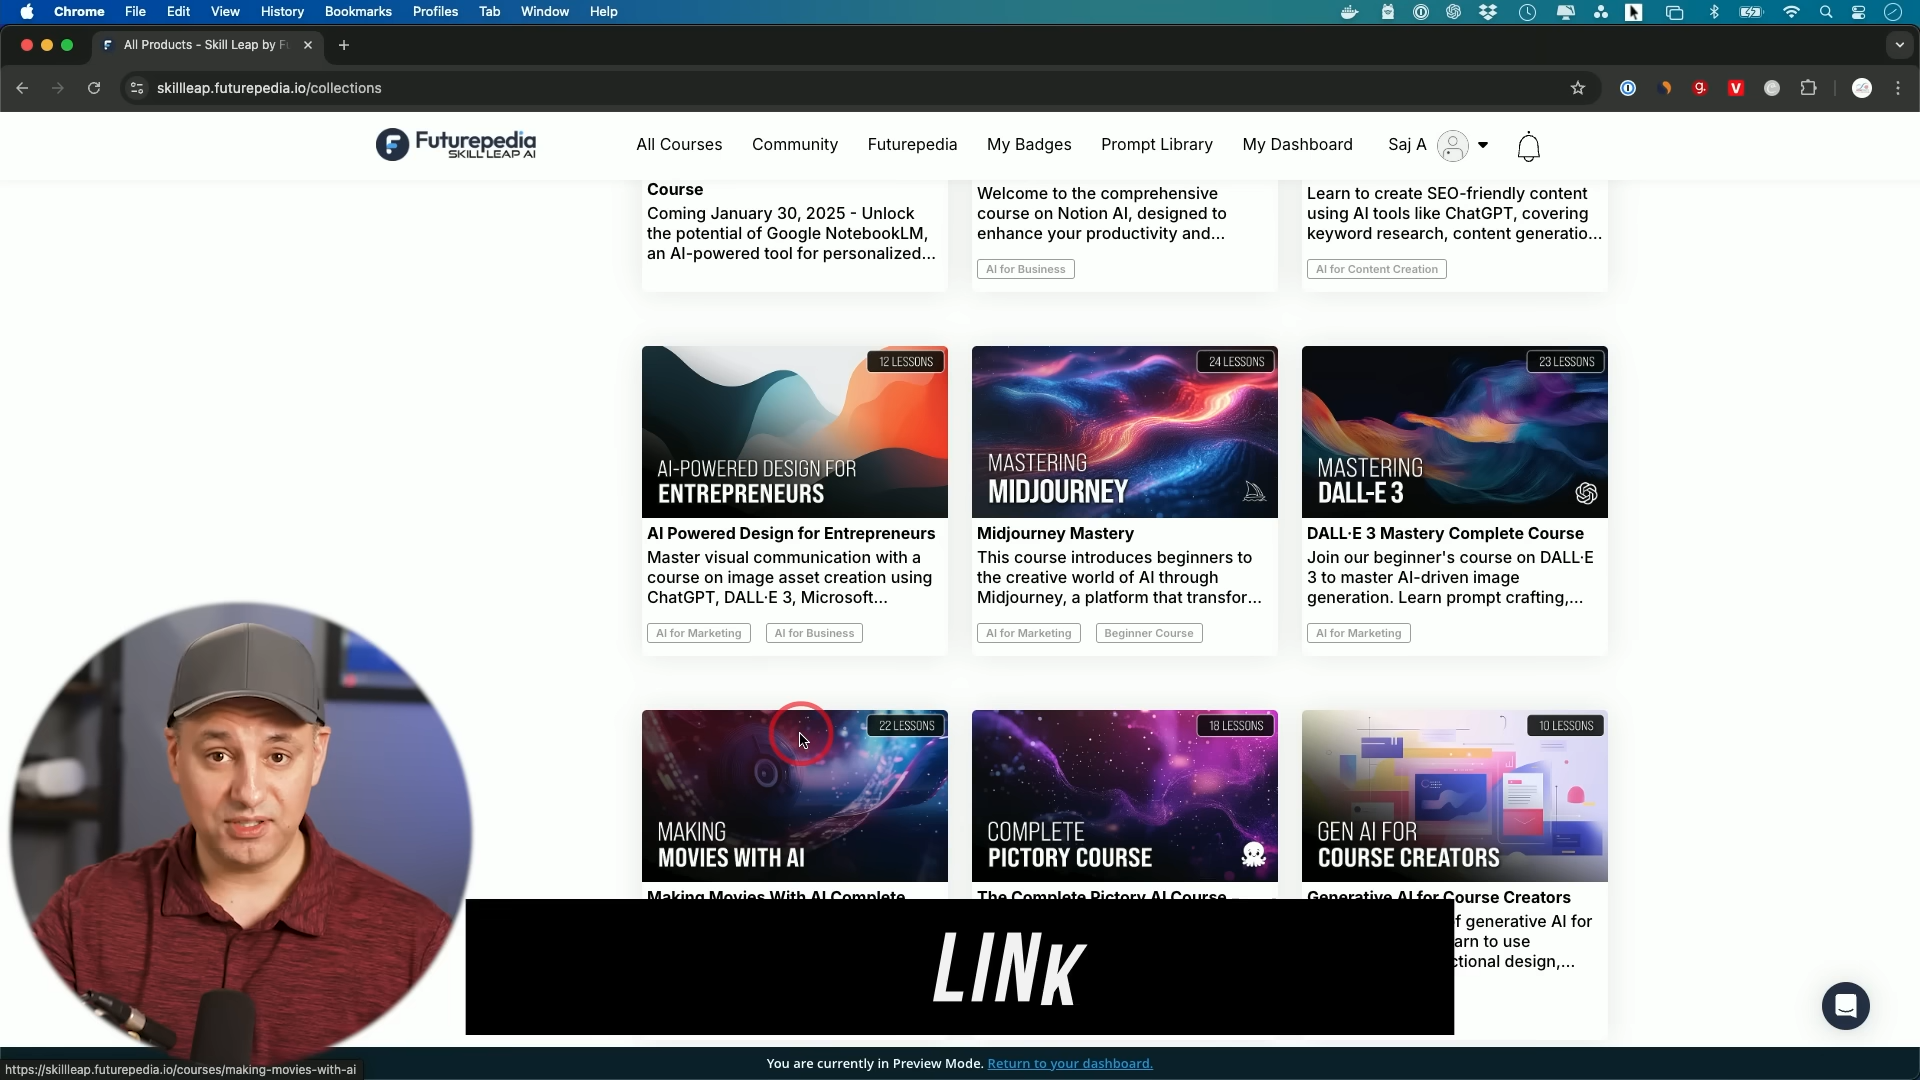 Chrome File Edit View History Bookmarks Profiles Tab Window Help
All Products - Skill Leap by Fu
skillleap.futurepedia.io/collections
Futurepedia
SKILL LEAP AI
All Courses Community Futurepedia My Badges Prompt Library My Dashboard Saj A
Course
Coming January 30, 2025 - Unlock
the potential of Google NotebookLM,
an AI-powered tool for personalized...
Welcome to the comprehensive
course on Notion AI, designed to
enhance your productivity and...
AI for Business
Learn to create SEO-friendly content
using AI tools like ChatGPT, covering
keyword research, content generatio...
AI for Content Creation
12 LESSONS
AI-POWERED DESIGN FOR
ENTREPRENEURS
AI Powered Design for Entrepreneurs
Master visual communication with a
course on image asset creation using
ChatGPT, DALL·E 3, Microsoft...
AI for Marketing AI for Business
24 LESSONS
MASTERING
MIDJOURNEY
Midjourney Mastery
This course introduces beginners to
the creative world of AI through
Midjourney, a platform that transfor...
AI for Marketing Beginner Course
23 LESSONS
MASTERING
DALL-E 3
DALL·E 3 Mastery Complete Course
Join our beginner's course on DALL·E
3 to master AI-driven image
generation. Learn prompt crafting,...
AI for Marketing
22 LESSONS
MAKING
MOVIES WITH AI
Making Movies With AI Complete
18 LESSONS
COMPLETE
PICTORY COURSE
The Complete Pictory AI Course
10 LESSONS
GEN AI FOR
COURSE CREATORS
Generative AI for Course Creators
f generative AI for
arn to use
ctional design,...
LINK
You are currently in Preview Mode. Return to your dashboard.
https://skillleap.futurepedia.io/courses/making-movies-with-ai